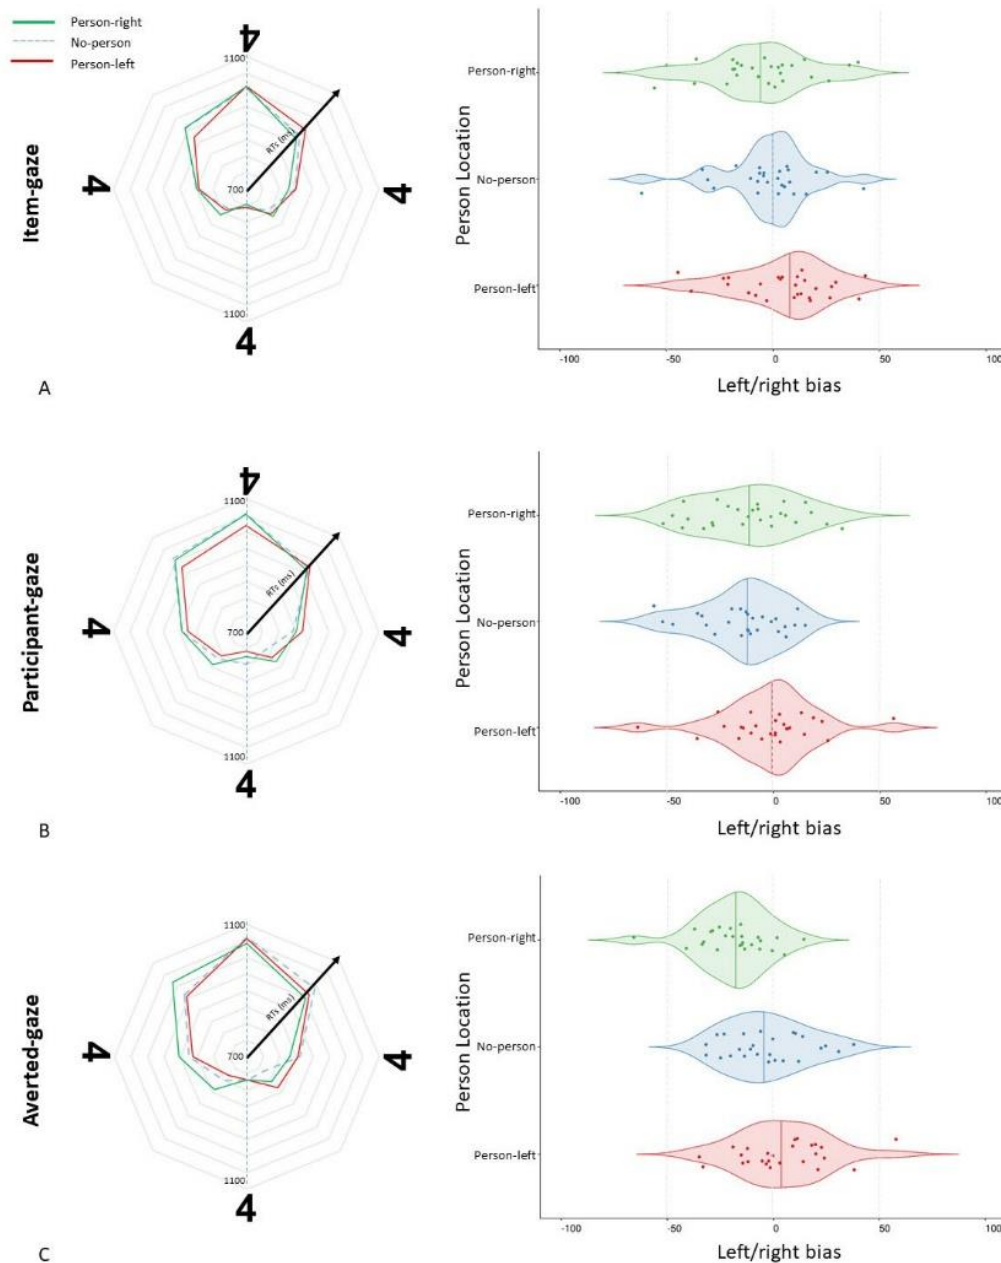 Person-right
No-person
Person-left
Item-gaze
4
1100
RTs (ms)
700
4
4
1100
4
A
Person Location
Person-right
No-person
Person-left
-100
-50
0
50
100
Left/right bias
Participant-gaze
4
1100
RTs (ms)
700
4
4
1100
4
B
Person Location
Person-right
No-person
Person-left
-100
-50
0
50
100
Left/right bias
Averted-gaze
1100
RTs (ms)
700
4
4
1100
4
C
Person Location
Person-right
No-person
Person-left
-100
-50
0
50
100
Left/right bias